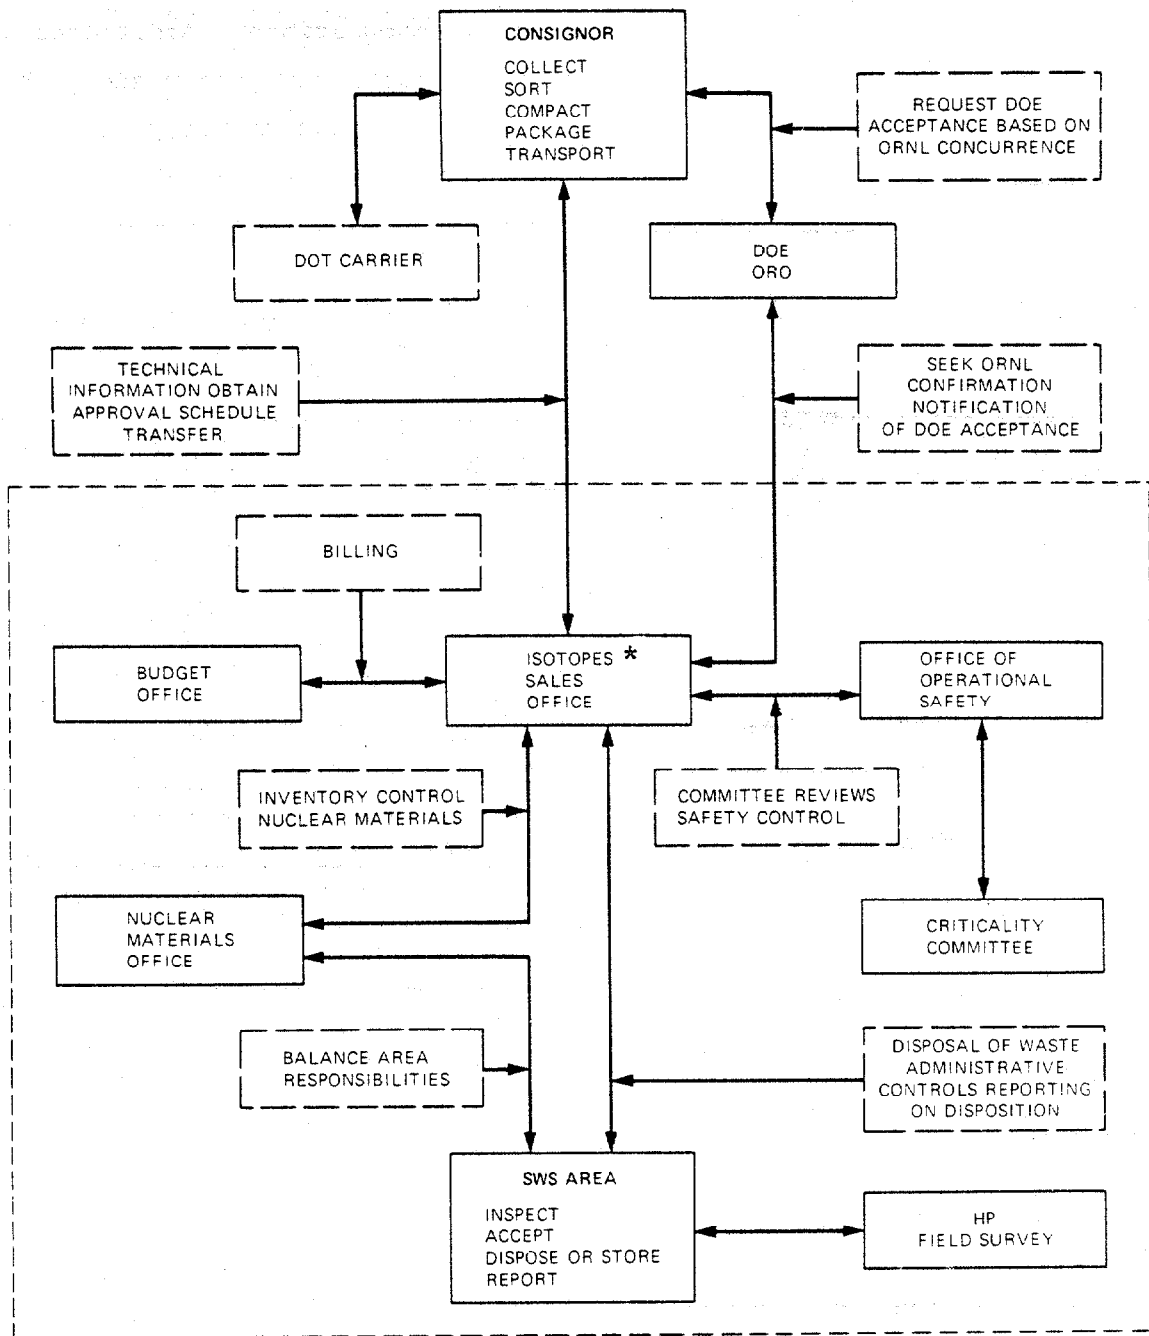 CONSIGNOR
COLLECT
SORT
COMPACT
PACKAGE
TRANSPORT
REQUEST DOE
ACCEPTANCE BASED ON
ORNL CONCURRENCE
DOT CARRIER
DOE
ORO
TECHNICAL
INFORMATION OBTAIN
APPROVAL SCHEDULE
TRANSFER
SEEK ORNL
CONFIRMATION
NOTIFICATION
OF DOE ACCEPTANCE
BILLING
BUDGET
OFFICE
ISOTOPES *
SALES
OFFICE
OFFICE OF
OPERATIONAL
SAFETY
INVENTORY CONTROL
NUCLEAR MATERIALS
COMMITTEE REVIEWS
SAFETY CONTROL
NUCLEAR
MATERIALS
OFFICE
CRITICALITY
COMMITTEE
BALANCE AREA
RESPONSIBILITIES
DISPOSAL OF WASTE
ADMINISTRATIVE
CONTROLS REPORTING
ON DISPOSITION
SWS AREA
INSPECT
ACCEPT
DISPOSE OR STORE
REPORT
HP
FIELD SURVEY